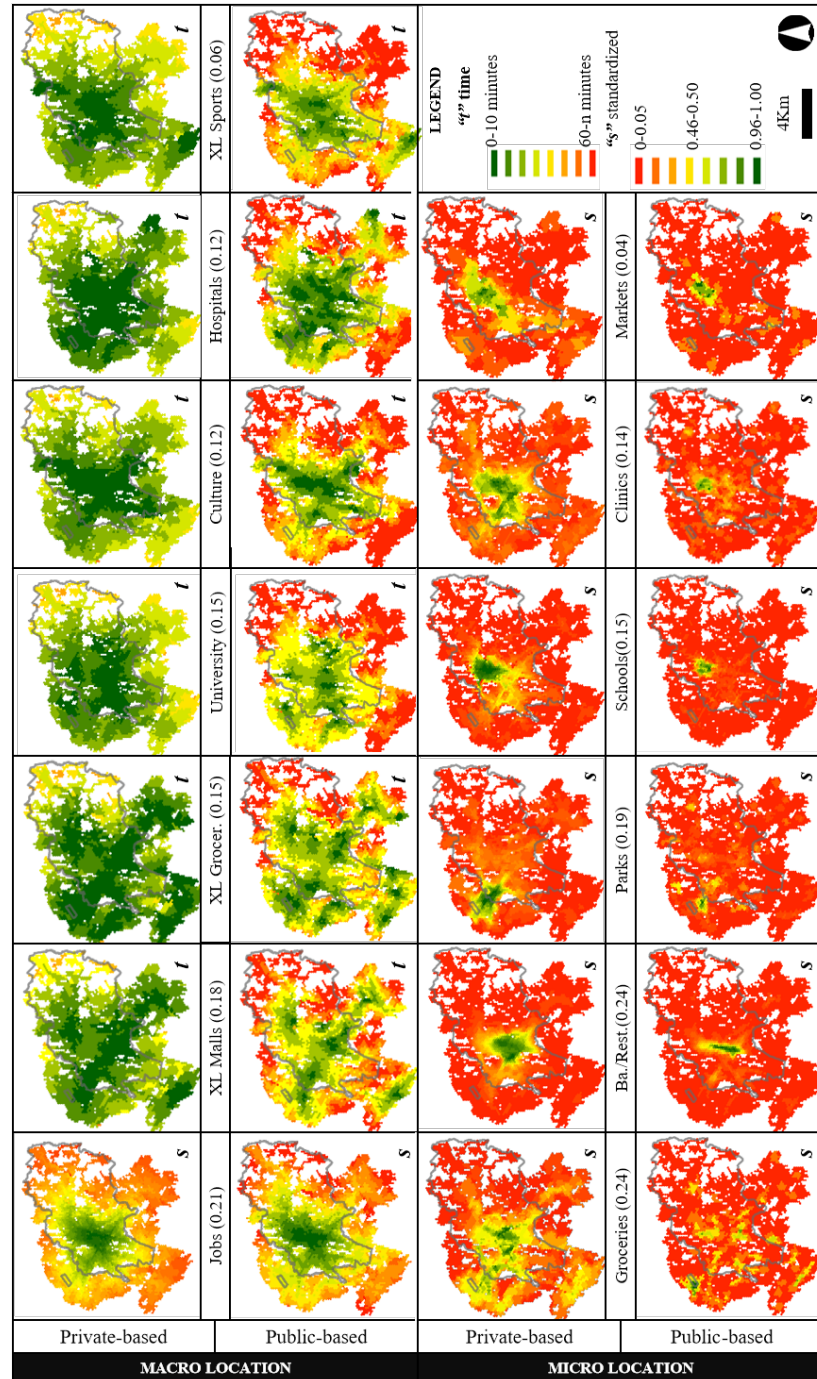 MACRO LOCATION
Private-based
s
t
t
t
t
t
t
Jobs (0.21)
XL Malls (0.18)
XL Grocer. (0.15)
University (0.15)
Culture (0.12)
Hospitals (0.12)
XL Sports (0.06)
Public-based
s
t
t
t
t
t
t
MICRO LOCATION
Private-based
s
s
s
s
s
s
Groceries (0.24)
Ba./Rest.(0.24)
Parks (0.19)
Schools(0.15)
Clinics (0.14)
Markets (0.04)
Public-based
s
s
s
s
s
s
LEGEND
“t” time
0-10 minutes
60-n minutes
“s” standardized
0-0.05
0.46-0.50
0.96-1.00
4Km